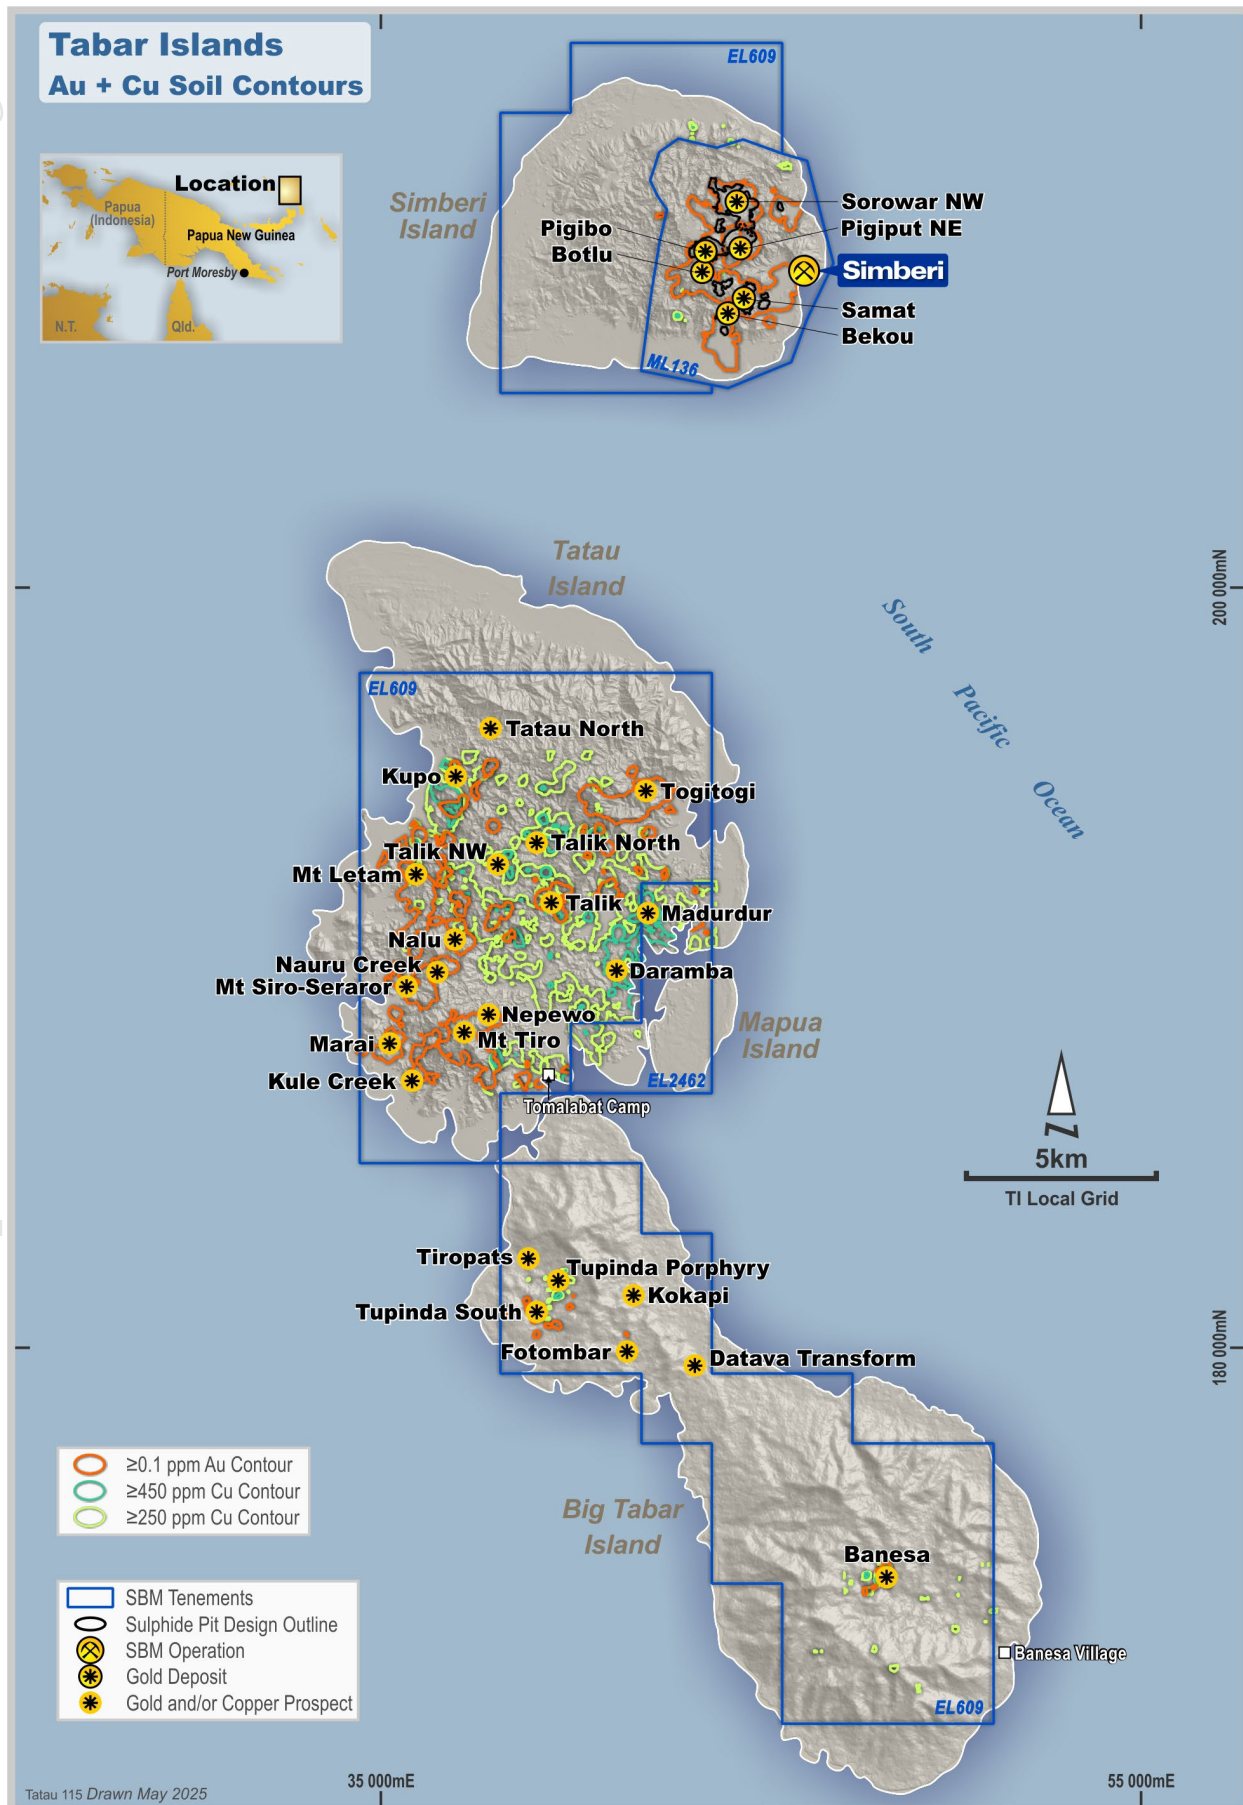 Tabar Islands
Au + Cu Soil Contours
EL609
Location
Papua
(Indonesia)
Papua New Guinea
Port Moresby
N.T.
Qld.
Simberi
Island
Sorowar NW
Pigibo
Pigiput NE
Botlu
Simberi
Samat
Bekou
ML136
Tatau
Island
200 000mN
South
Pacific
Ocean
EL609
Tatau North
Kupo
Togitogi
Talik North
Talik NW
Mt Letam
Talik
Madurdur
Nalu
Nauru Creek
Daramba
Mt Siro-Seraror
Nepewo
Mapua
Island
Mt Tiro
Marai
Kule Creek
EL2462
Tomalabat Camp
N
5km
TI Local Grid
Tiropats
Tupinda Porphyry
Kokapi
Tupinda South
Fotombar
Datava Transform
180 000mN
≥0.1 ppm Au Contour
≥450 ppm Cu Contour
≥250 ppm Cu Contour
Big Tabar
Island
Banesa
SBM Tenements
Sulphide Pit Design Outline
SBM Operation
Gold Deposit
Gold and/or Copper Prospect
Banesa Village
EL609
35 000mE
55 000mE
Tatau 115 Drawn May 2025